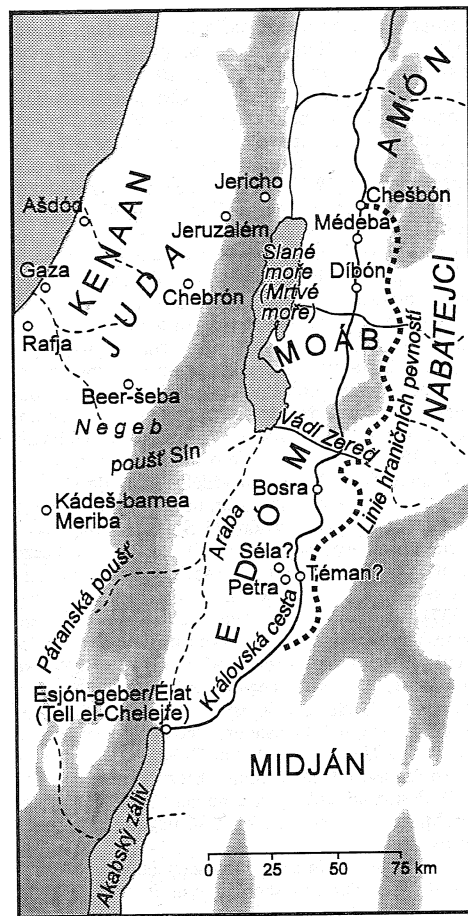 AMÓN
KENAAN
JUDA
Jericho
Chešbón
Ašdód
Jeruzalém
Médeba
Slané
moře
(Mrtvé
moře)
Díbón
Gaza
Chebrón
NABATEJCI
Rafja
MOÁB
Beer-šeba
Negeb
poušť Sín
Vádí Zered
Linie hraničních pevností
Bosra
Kádeš-barnea
Meriba
Araba
EDÓM
Séla?
Petra
Téman?
Páranská poušť
Královská cesta
Esjón-geber/Élat
(Tell el-Chelejfe)
MIDJÁN
Akabský záliv
0 25 50 75 km